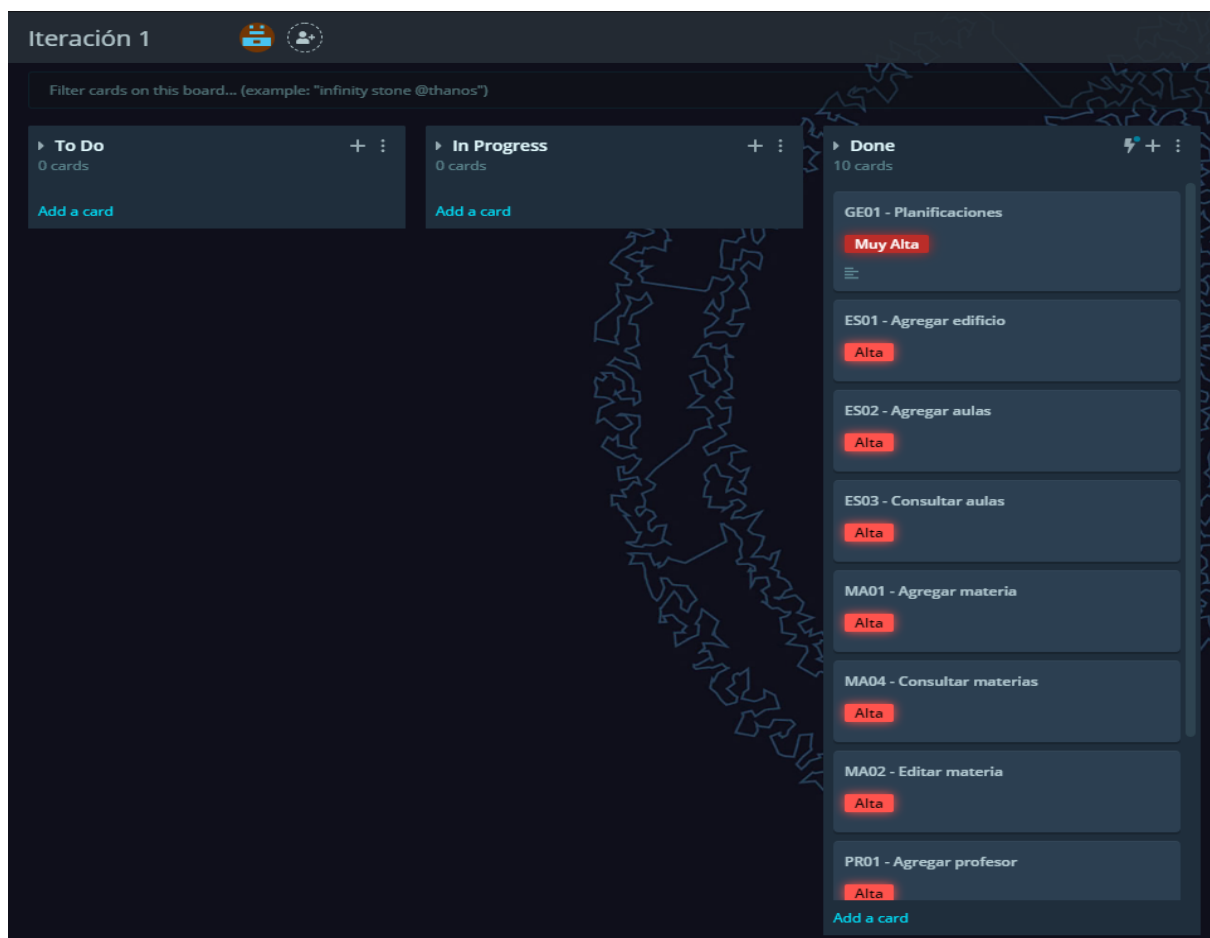 Iteración 1
Filter cards on this board... (example: "infinity stone @thanos")
To Do
0 cards
Add a card
In Progress
0 cards
Add a card
Done
10 cards
GE01 - Planificaciones
Muy Alta
ES01 - Agregar edificio
Alta
ES02 - Agregar aulas
Alta
ES03 - Consultar aulas
Alta
MA01 - Agregar materia
Alta
MA04 - Consultar materias
Alta
MA02 - Editar materia
Alta
PR01 - Agregar profesor
Alta
Add a card